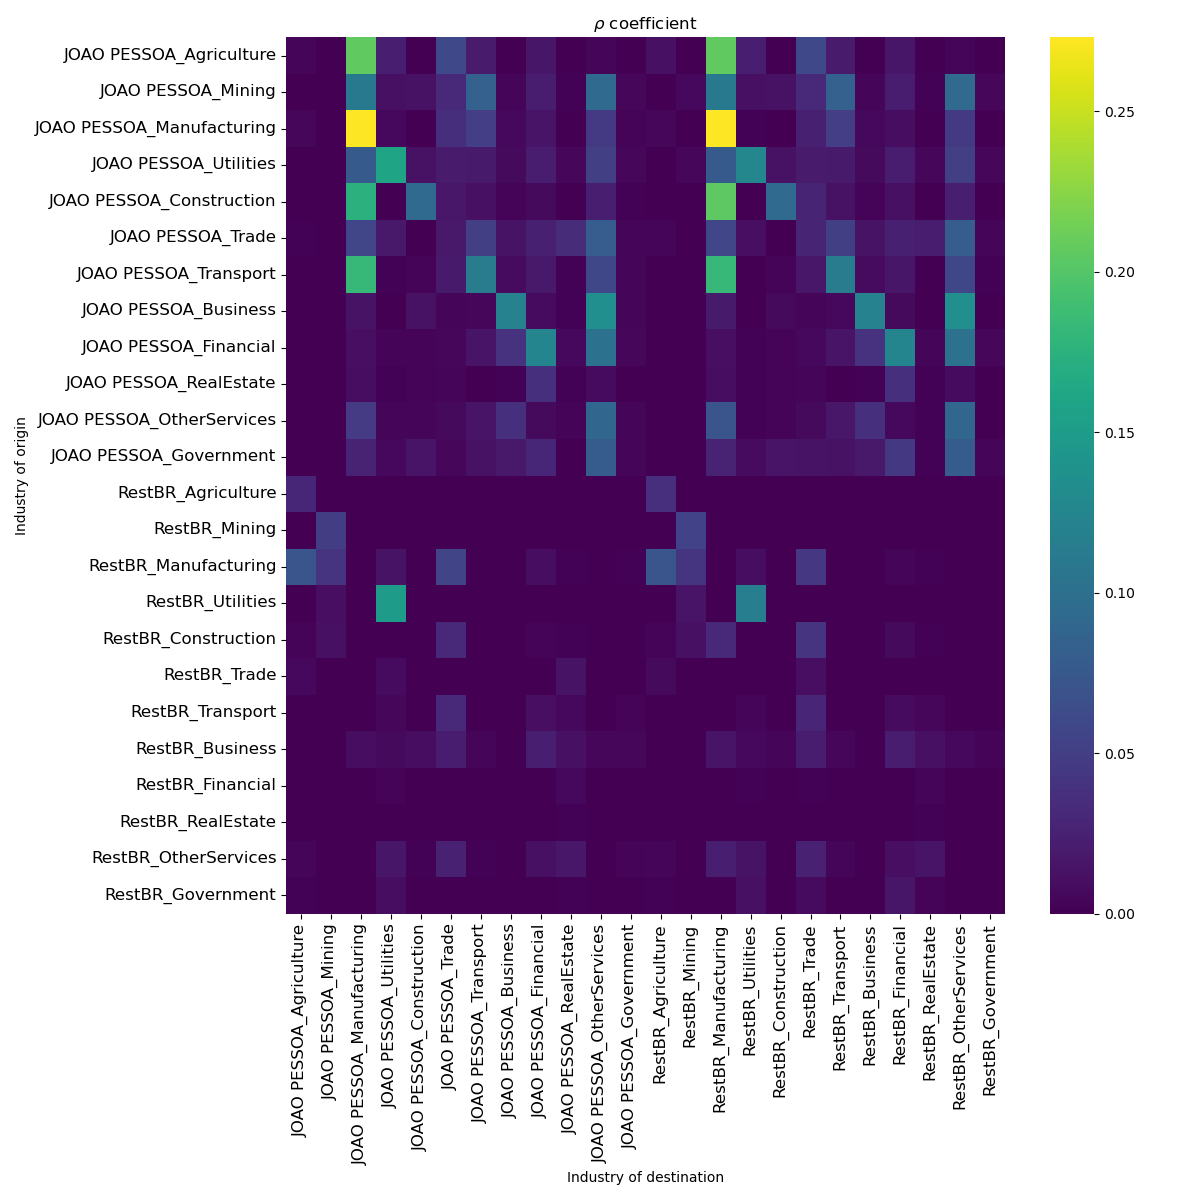 ρ coefficient
JOAO PESSOA_Agriculture
JOAO PESSOA_Mining
JOAO PESSOA_Manufacturing
JOAO PESSOA_Utilities
JOAO PESSOA_Construction
JOAO PESSOA_Trade
JOAO PESSOA_Transport
JOAO PESSOA_Business
JOAO PESSOA_Financial
JOAO PESSOA_RealEstate
JOAO PESSOA_OtherServices
JOAO PESSOA_Government
RestBR_Agriculture
RestBR_Mining
RestBR_Manufacturing
RestBR_Utilities
RestBR_Construction
RestBR_Trade
RestBR_Transport
RestBR_Business
RestBR_Financial
RestBR_RealEstate
RestBR_OtherServices
RestBR_Government
Industry of origin
JOAO PESSOA_Agriculture
JOAO PESSOA_Mining
JOAO PESSOA_Manufacturing
JOAO PESSOA_Utilities
JOAO PESSOA_Construction
JOAO PESSOA_Trade
JOAO PESSOA_Transport
JOAO PESSOA_Business
JOAO PESSOA_Financial
JOAO PESSOA_RealEstate
JOAO PESSOA_OtherServices
JOAO PESSOA_Government
RestBR_Agriculture
RestBR_Mining
RestBR_Manufacturing
RestBR_Utilities
RestBR_Construction
RestBR_Trade
RestBR_Transport
RestBR_Business
RestBR_Financial
RestBR_RealEstate
RestBR_OtherServices
RestBR_Government
Industry of destination
0.25
0.20
0.15
0.10
0.05
0.00